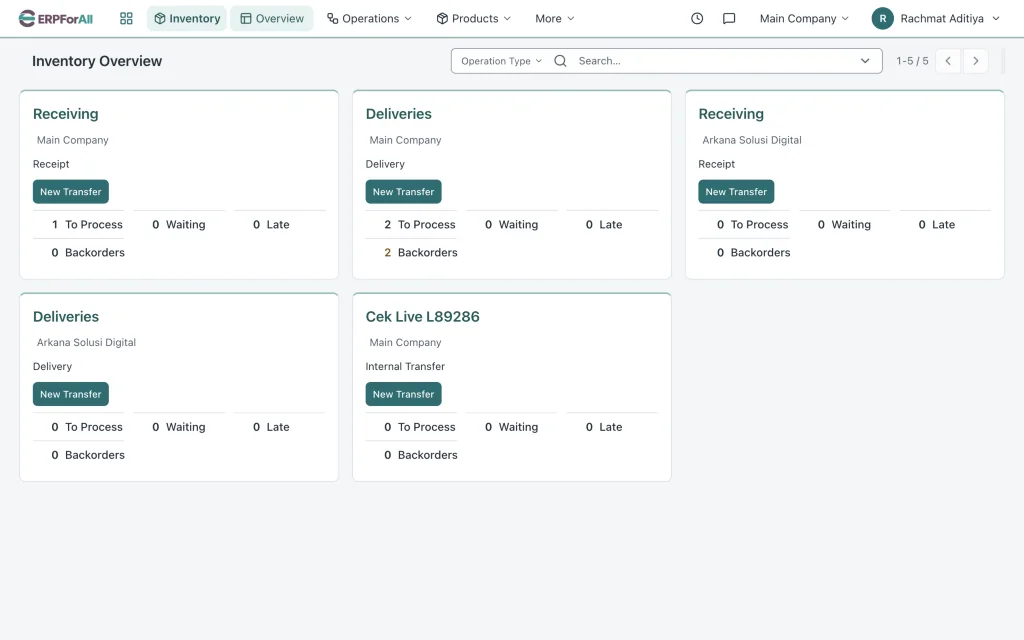 ERPForAll Inventory Overview Operations Products More Main Company R Rachmat Aditiya
Inventory Overview Operation Type Search... 1-5 / 5
Receiving
Main Company
Receipt
New Transfer
1 To Process 0 Waiting 0 Late
0 Backorders
Deliveries
Main Company
Delivery
New Transfer
2 To Process 0 Waiting 0 Late
2 Backorders
Receiving
Arkana Solusi Digital
Receipt
New Transfer
0 To Process 0 Waiting 0 Late
0 Backorders
Deliveries
Arkana Solusi Digital
Delivery
New Transfer
0 To Process 0 Waiting 0 Late
0 Backorders
Cek Live L89286
Main Company
Internal Transfer
New Transfer
0 To Process 0 Waiting 0 Late
0 Backorders